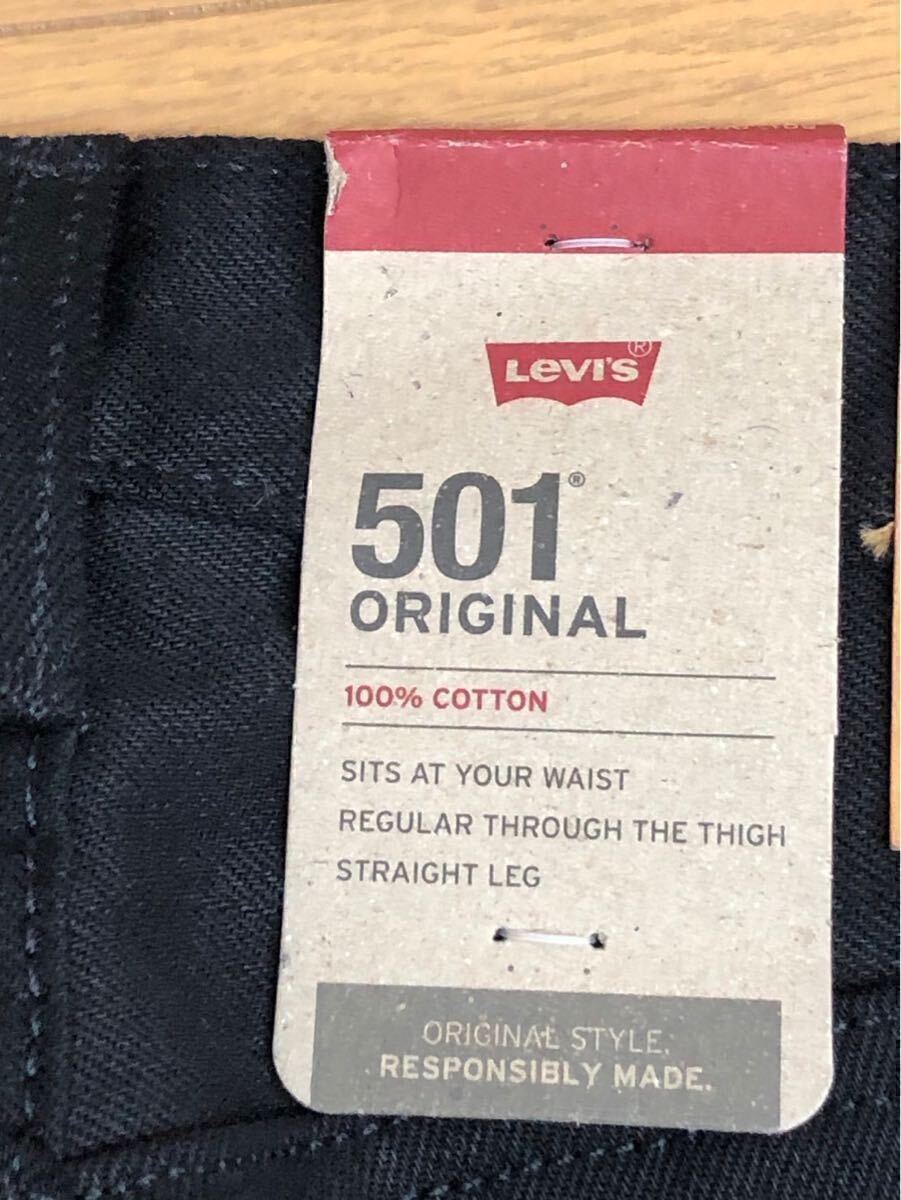 LEVI'S®
501®
ORIGINAL
100% COTTON
SITS AT YOUR WAIST
REGULAR THROUGH THE THIGH
STRAIGHT LEG
ORIGINAL STYLE.
RESPONSIBLY MADE.